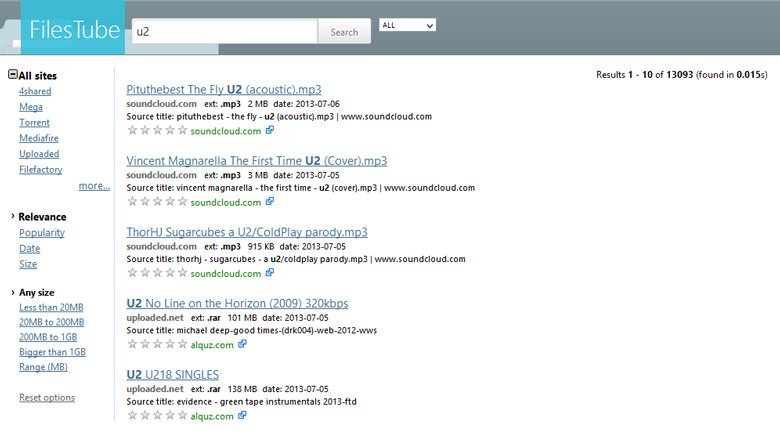 FilesTube
u2
Search
ALL
All sites
4shared
Mega
Torrent
Mediafire
Uploaded
Filefactory
more...
Relevance
Popularity
Date
Size
Any size
Less than 20MB
20MB to 200MB
200MB to 1GB
Bigger than 1GB
Range (MB)
Reset options
Results 1 - 10 of 13093 (found in 0.015s)
Pituthebest The Fly U2 (acoustic).mp3
soundcloud.com ext: .mp3 2 MB date: 2013-07-06
Source title: pituthebest - the fly - u2 (acoustic).mp3 | www.soundcloud.com
soundcloud.com
Vincent Magnarella The First Time U2 (Cover).mp3
soundcloud.com ext: .mp3 3 MB date: 2013-07-05
Source title: vincent magnarella - the first time - u2 (cover).mp3 | www.soundcloud.com
soundcloud.com
ThorHJ Sugarcubes a U2/ColdPlay parody.mp3
soundcloud.com ext: .mp3 915 KB date: 2013-07-05
Source title: thorhj - sugarcubes - a u2/coldplay parody.mp3 | www.soundcloud.com
soundcloud.com
U2 No Line on the Horizon (2009) 320kbps
uploaded.net ext: .rar 101 MB date: 2013-07-05
Source title: michael deep-good times-(drk004)-web-2012-wws
alquz.com
U2 U218 SINGLES
uploaded.net ext: .rar 138 MB date: 2013-07-05
Source title: evidence - green tape instrumentals 2013-ftd
alquz.com